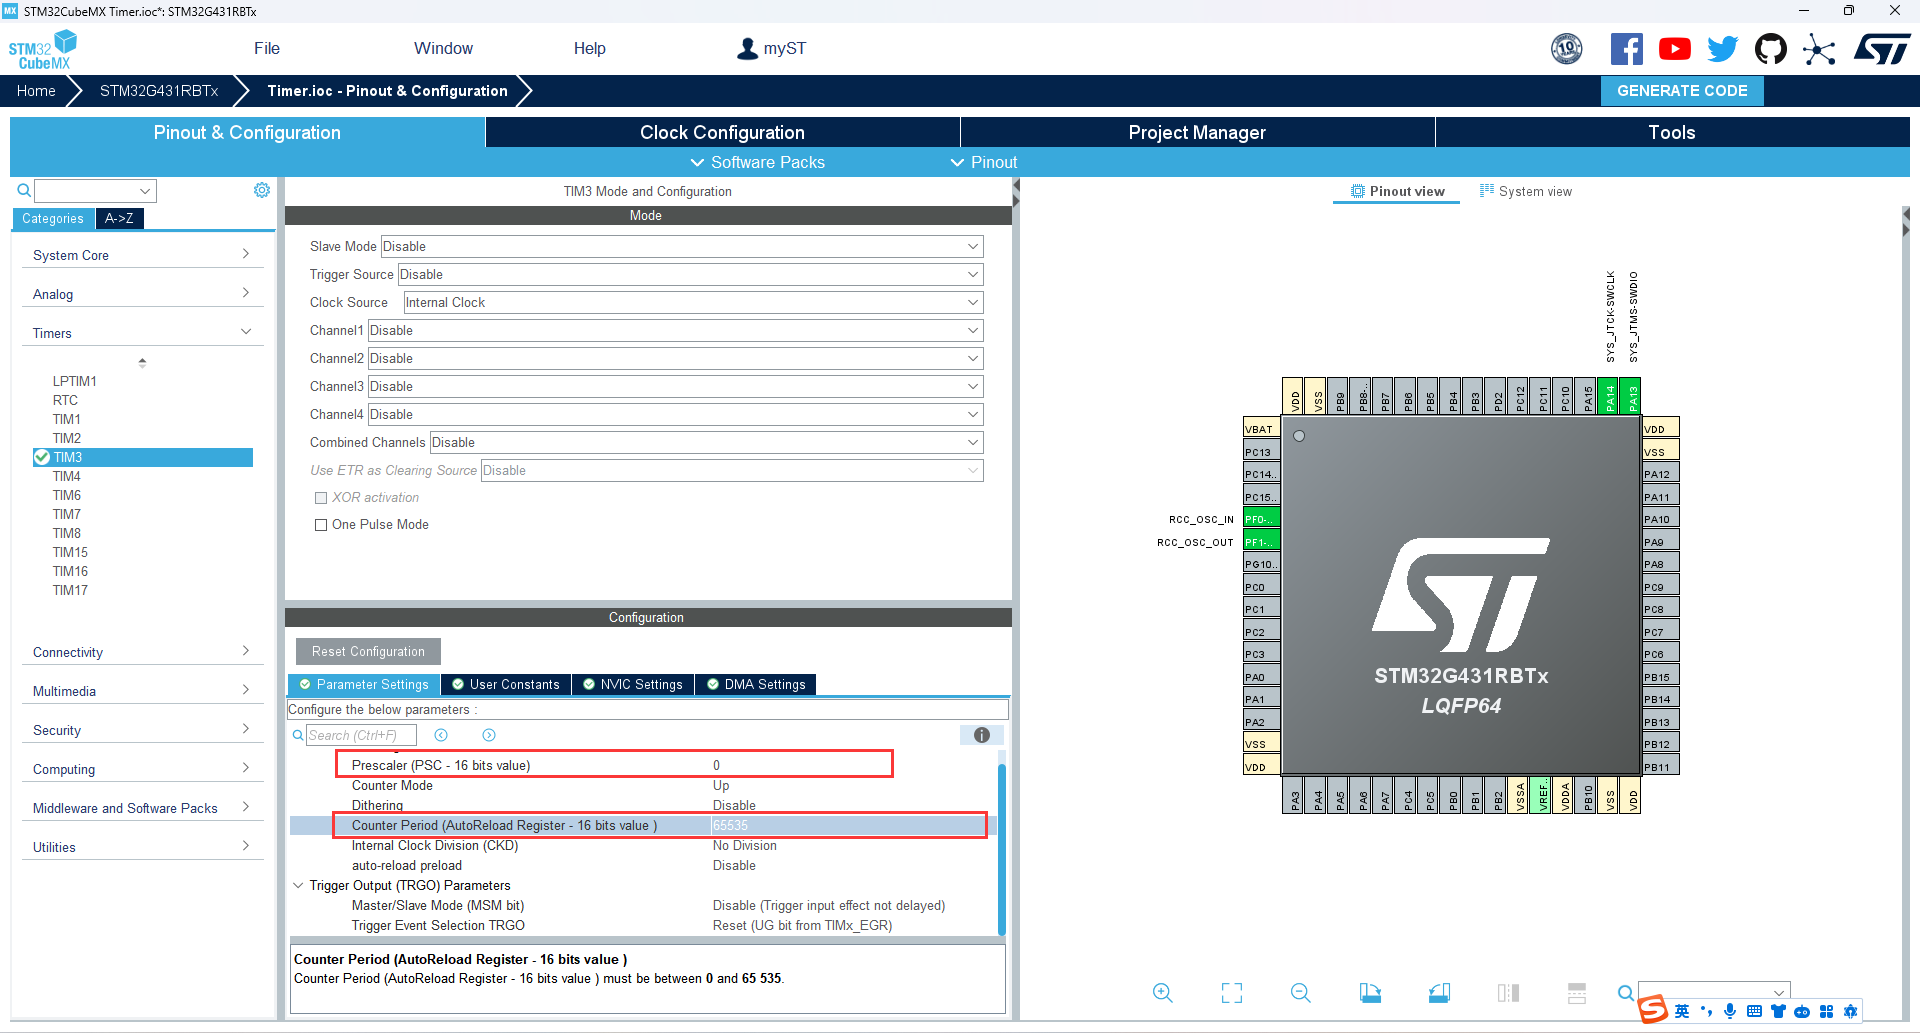 STM32CubeMX Timer.ioc*: STM32G431RBTx
STM32
CubeMX
File
Window
Help
myST
10
YEARS
Home
STM32G431RBTx
Timer.ioc - Pinout & Configuration
GENERATE CODE
Pinout & Configuration
Clock Configuration
Project Manager
Tools
Software Packs
Pinout
Categories
A->Z
System Core
Analog
Timers
LPTIM1
RTC
TIM1
TIM2
TIM3
TIM4
TIM6
TIM7
TIM8
TIM15
TIM16
TIM17
Connectivity
Multimedia
Security
Computing
Middleware and Software Packs
Utilities
TIM3 Mode and Configuration
Mode
Slave Mode Disable
Trigger Source Disable
Clock Source Internal Clock
Channel1 Disable
Channel2 Disable
Channel3 Disable
Channel4 Disable
Combined Channels Disable
Use ETR as Clearing Source Disable
XOR activation
One Pulse Mode
Configuration
Reset Configuration
Parameter Settings
User Constants
NVIC Settings
DMA Settings
Configure the below parameters :
Search (Ctrl+F)
Prescaler (PSC - 16 bits value) 0
Counter Mode Up
Dithering Disable
Counter Period (AutoReload Register - 16 bits value ) 65535
Internal Clock Division (CKD) No Division
auto-reload preload Disable
Trigger Output (TRGO) Parameters
Master/Slave Mode (MSM bit) Disable (Trigger input effect not delayed)
Trigger Event Selection TRGO Reset (UG bit from TIMx_EGR)
Counter Period (AutoReload Register - 16 bits value )
Counter Period (AutoReload Register - 16 bits value ) must be between 0 and 65 535.
Pinout view
System view
SYS_JTCK-SWCLK
SYS_JTMS-SWDIO
VDD
VSS
PB9
PB8-..
PB7
PB6
PB5
PB4
PB3
PD2
PC12
PC11
PC10
PA15
PA14
PA13
VBAT
PC13
PC14..
PC15..
RCC_OSC_IN
PF0-..
RCC_OSC_OUT
PF1-..
PG10..
PC0
PC1
PC2
PC3
PA0
PA1
PA2
VSS
VDD
VDD
VSS
PA12
PA11
PA10
PA9
PA8
PC9
PC8
PC7
PC6
PB15
PB14
PB13
PB12
PB11
PA3
PA4
PA5
PA6
PA7
PC4
PC5
PB0
PB1
PB2
VSSA
VREF..
VDDA
PB10
VSS
VDD
STM32G431RBTx
LQFP64
英